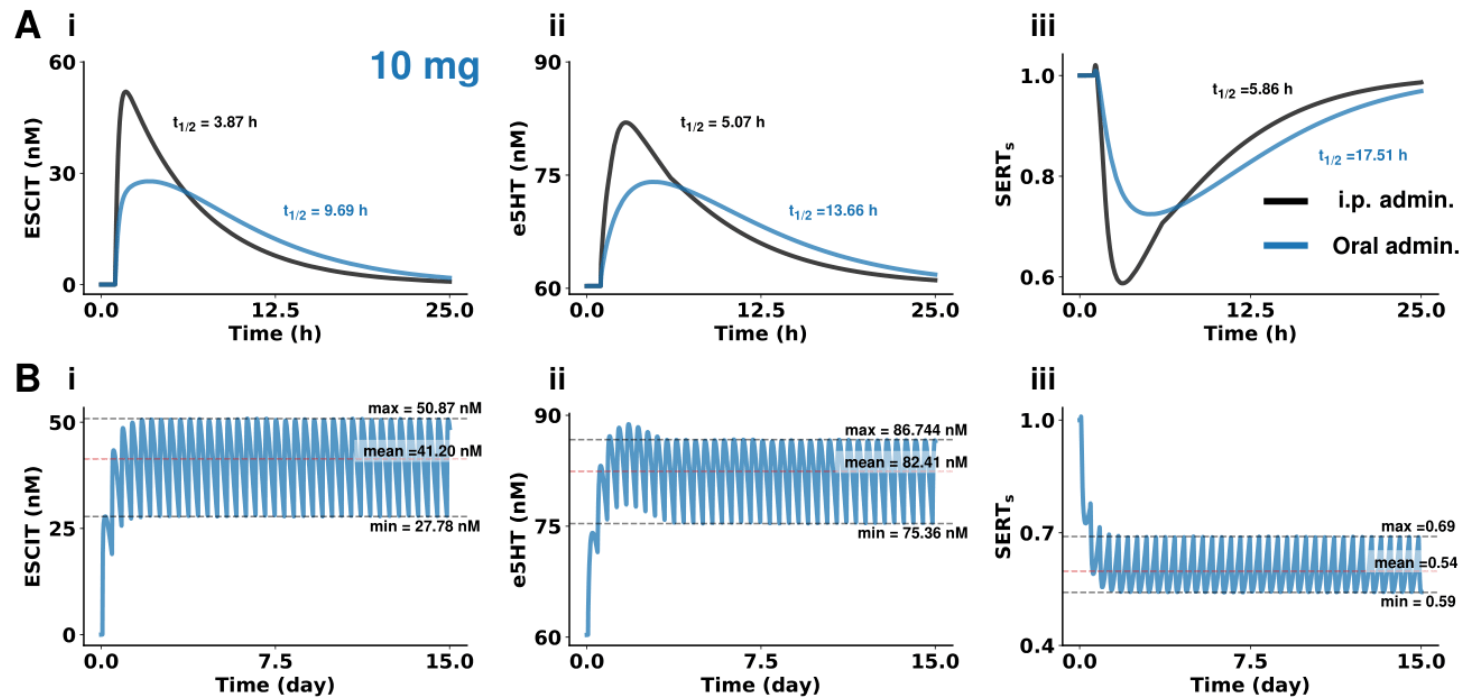 A
i
ii
iii
10 mg
60
30
0
ESCIT (nM)
t1/2 = 3.87 h
t1/2 = 9.69 h
0.0
12.5
25.0
Time (h)
90
75
60
e5HT (nM)
t1/2 = 5.07 h
t1/2 =13.66 h
0.0
12.5
25.0
Time (h)
1.0
0.8
0.6
SERTs
t1/2 =5.86 h
t1/2 =17.51 h
i.p. admin.
Oral admin.
0.0
12.5
25.0
Time (h)
B
i
ii
iii
50
25
0
ESCIT (nM)
max = 50.87 nM
mean =41.20 nM
min = 27.78 nM
0.0
7.5
15.0
Time (day)
90
75
60
e5HT (nM)
max = 86.744 nM
mean = 82.41 nM
min = 75.36 nM
0.0
7.5
15.0
Time (day)
1.0
0.7
0.4
SERTs
max =0.69
mean =0.54
min = 0.59
0.0
7.5
15.0
Time (day)